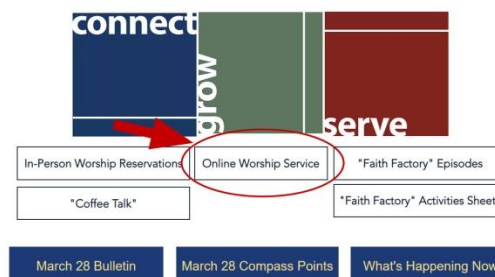 connect
grow
serve
In-Person Worship Reservations
Online Worship Service
"Faith Factory" Episodes
"Coffee Talk"
"Faith Factory" Activities Sheet
March 28 Bulletin
March 28 Compass Points
What's Happening Now